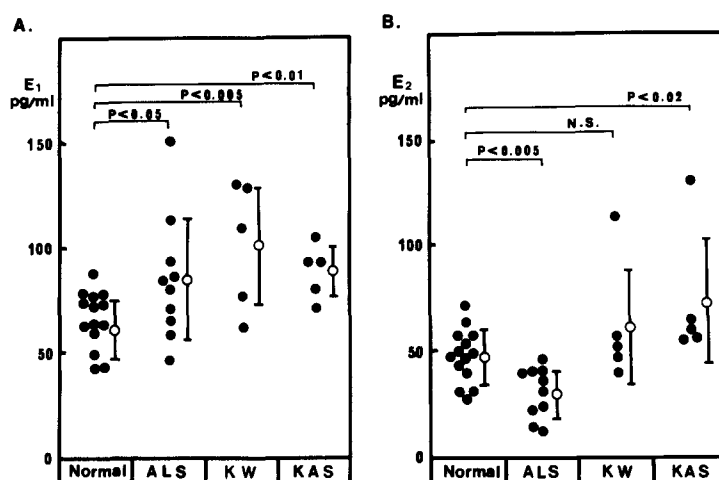 A.
E₁
pg/ml
P<0.01
P<0.005
P<0.05
150
100
50
0
Normal ALS KW KAS
B.
E₂
pg/ml
P<0.02
N.S.
P<0.005
150
100
50
0
Normal ALS KW KAS